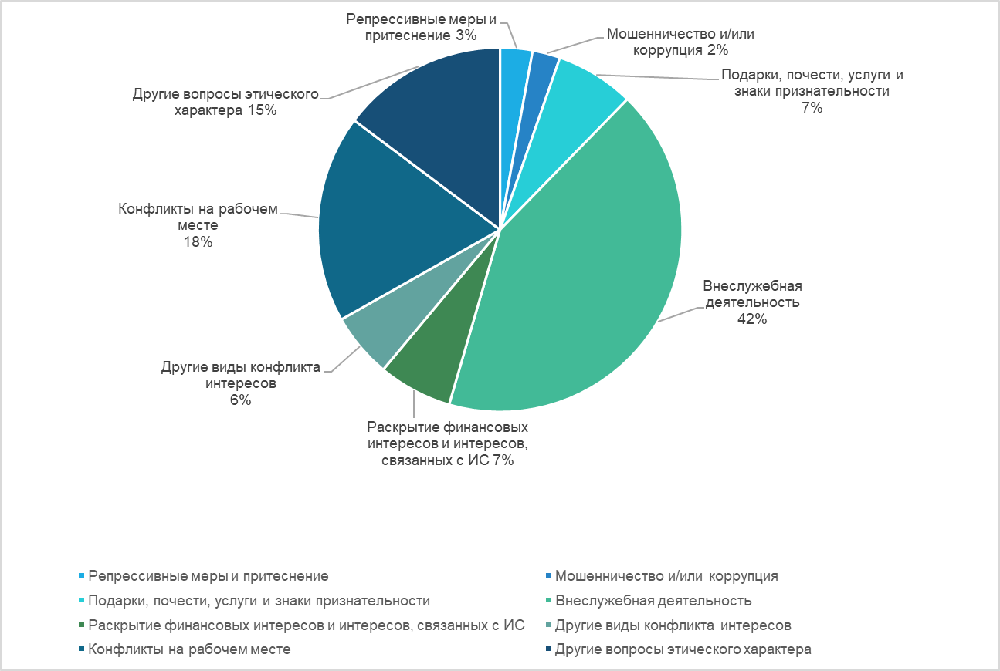 Репрессивные меры и
притеснение 3%
Мошенничество и/или
коррупция 2%
Подарки, почести, услуги и
знаки признательности
7%
Другие вопросы этического
характера 15%
Конфликты на рабочем
месте
18%
Внеслужебная
деятельность
42%
Другие виды конфликта
интересов
6%
Раскрытие финансовых
интересов и интересов,
связанных с ИС 7%
Репрессивные меры и притеснение
Мошенничество и/или коррупция
Подарки, почести, услуги и знаки признательности
Внеслужебная деятельность
Раскрытие финансовых интересов и интересов, связанных с ИС
Другие виды конфликта интересов
Конфликты на рабочем месте
Другие вопросы этического характера